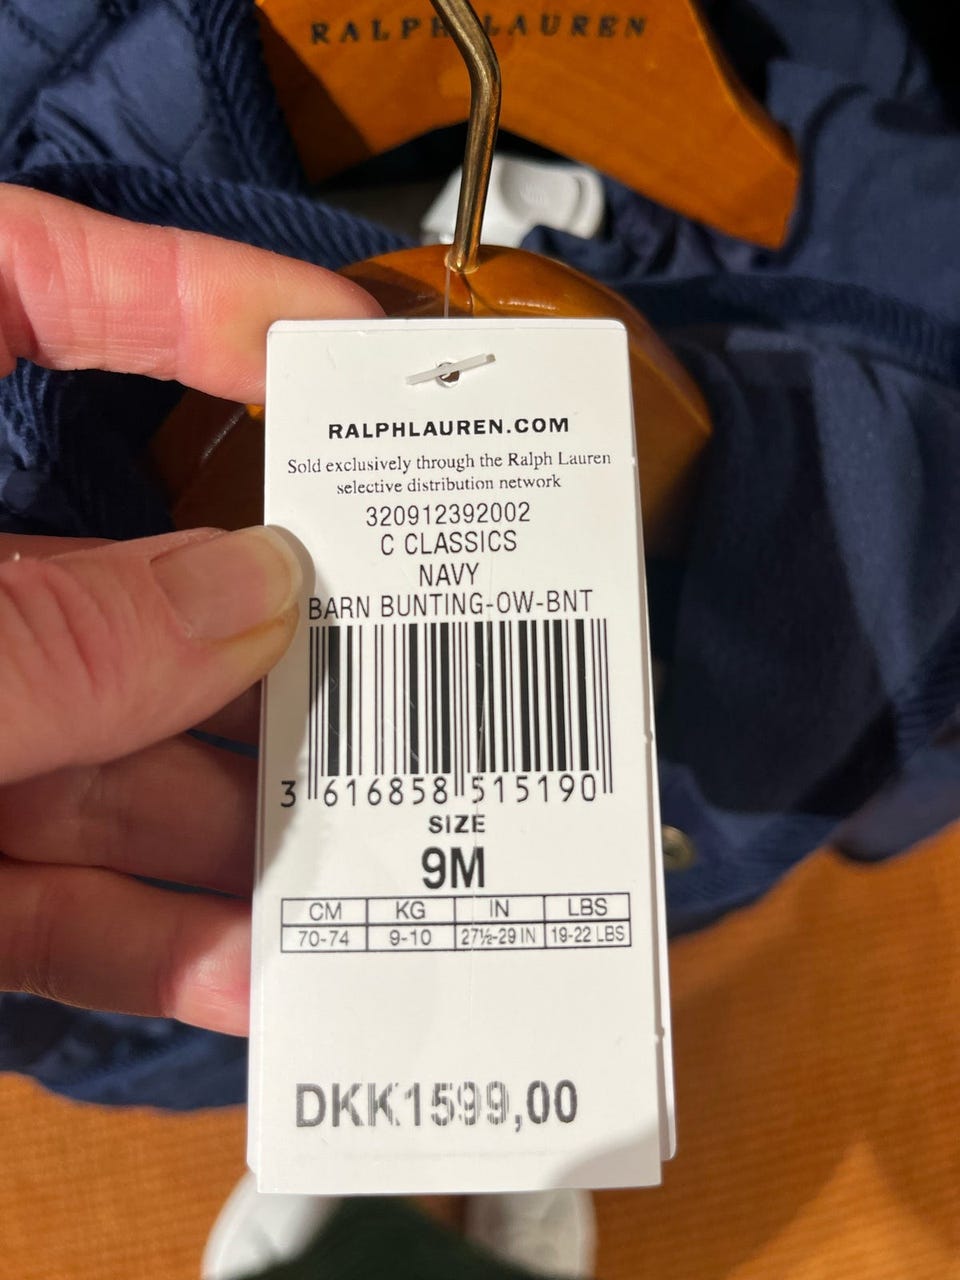 RALPH LAUREN
RALPHLAUREN.COM
Sold exclusively through the Ralph Lauren
selective distribution network
320912392002
C CLASSICS
NAVY
BARN BUNTING-OW-BNT
3 616858 515190
SIZE
9M
CM KG IN LBS
70-74 9-10 27½-29 IN 19-22 LBS
DKK1599,00